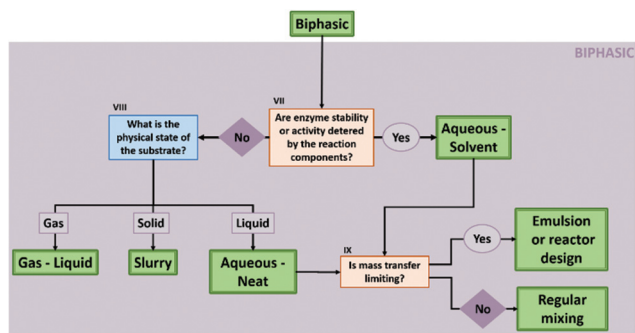 Biphasic
BIPHASIC
VIII
What is the
physical state of
the substrate?
No
VII
Are enzyme stability
or activity detered
by the reaction
components?
Yes
Aqueous -
Solvent
Gas
Solid
Liquid
Gas - Liquid
Slurry
Aqueous -
Neat
IX
Is mass transfer
limiting?
Yes
Emulsion
or reactor
design
No
Regular
mixing